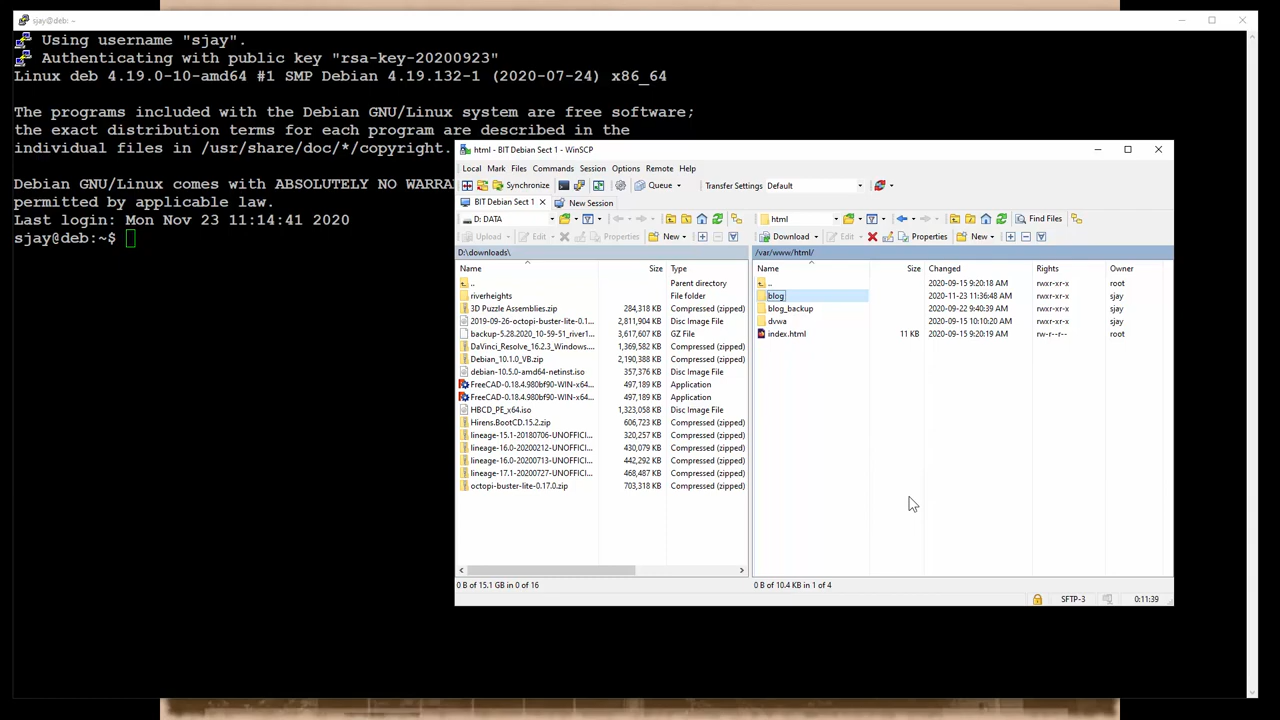 sjay@deb: ~
Using username "sjay".
Authenticating with public key "rsa-key-20200923"
Linux deb 4.19.0-10-amd64 #1 SMP Debian 4.19.132-1 (2020-07-24) x86_64
The programs included with the Debian GNU/Linux system are free software;
the exact distribution terms for each program are described in the
individual files in /usr/share/doc/*/copyright.
Debian GNU/Linux comes with ABSOLUTELY NO WARRA
permitted by applicable law.
Last login: Mon Nov 23 11:14:41 2020
sjay@deb:~$
html - BIT Debian Sect 1 - WinSCP
Local Mark Files Commands Session Options Remote Help
Synchronize Queue Transfer Settings Default
BIT Debian Sect 1 New Session
D: DATA
Upload Edit Properties New
D:\downloads\
Name Size Type
.. Parent directory
riverheights File folder
3D Puzzle Assemblies.zip 284,318 KB Compressed (zipped)
2019-09-26-octopi-buster-lite-0.1... 2,811,904 KB Disc Image File
backup-5.28.2020_10-59-51_river1... 3,617,607 KB GZ File
DaVinci_Resolve_16.2.3_Windows.... 1,369,582 KB Compressed (zipped)
Debian_10.1.0_VB.zip 2,190,388 KB Compressed (zipped)
debian-10.5.0-amd64-netinst.iso 357,376 KB Disc Image File
FreeCAD-0.18.4.980bf90-WIN-x64... 497,189 KB Application
FreeCAD-0.18.4.980bf90-WIN-x64... 497,189 KB Application
HBCD_PE_x64.iso 1,323,058 KB Disc Image File
Hirens.BootCD.15.2.zip 606,723 KB Compressed (zipped)
lineage-15.1-20180706-UNOFFICI... 320,257 KB Compressed (zipped)
lineage-16.0-20200212-UNOFFICI... 430,079 KB Compressed (zipped)
lineage-16.0-20200713-UNOFFICI... 442,292 KB Compressed (zipped)
lineage-17.1-20200727-UNOFFICI... 468,487 KB Compressed (zipped)
octopi-buster-lite-0.17.0.zip 703,318 KB Compressed (zipped)
0 B of 15.1 GB in 0 of 16
html Find Files
Download Edit Properties New
/var/www/html/
Name Size Changed Rights Owner
.. 2020-09-15 9:20:18 AM rwxr-xr-x root
blog 2020-11-23 11:36:48 AM rwxr-xr-x sjay
blog_backup 2020-09-22 9:40:39 AM rwxr-xr-x sjay
dvwa 2020-09-15 10:10:20 AM rwxr-xr-x sjay
index.html 11 KB 2020-09-15 9:20:19 AM rw-r--r-- root
0 B of 10.4 KB in 1 of 4
SFTP-3 0:11:39